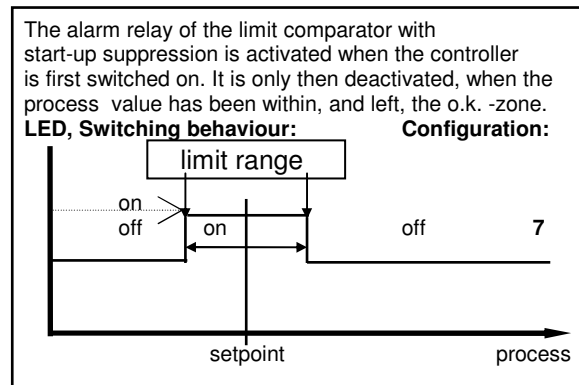 The alarm relay of the limit comparator with
start-up suppression is activated when the controller
is first switched on. It is only then deactivated, when the
process value has been within, and left, the o.k. -zone.
LED, Switching behaviour: Configuration:
limit range
on
off on off 7
setpoint process